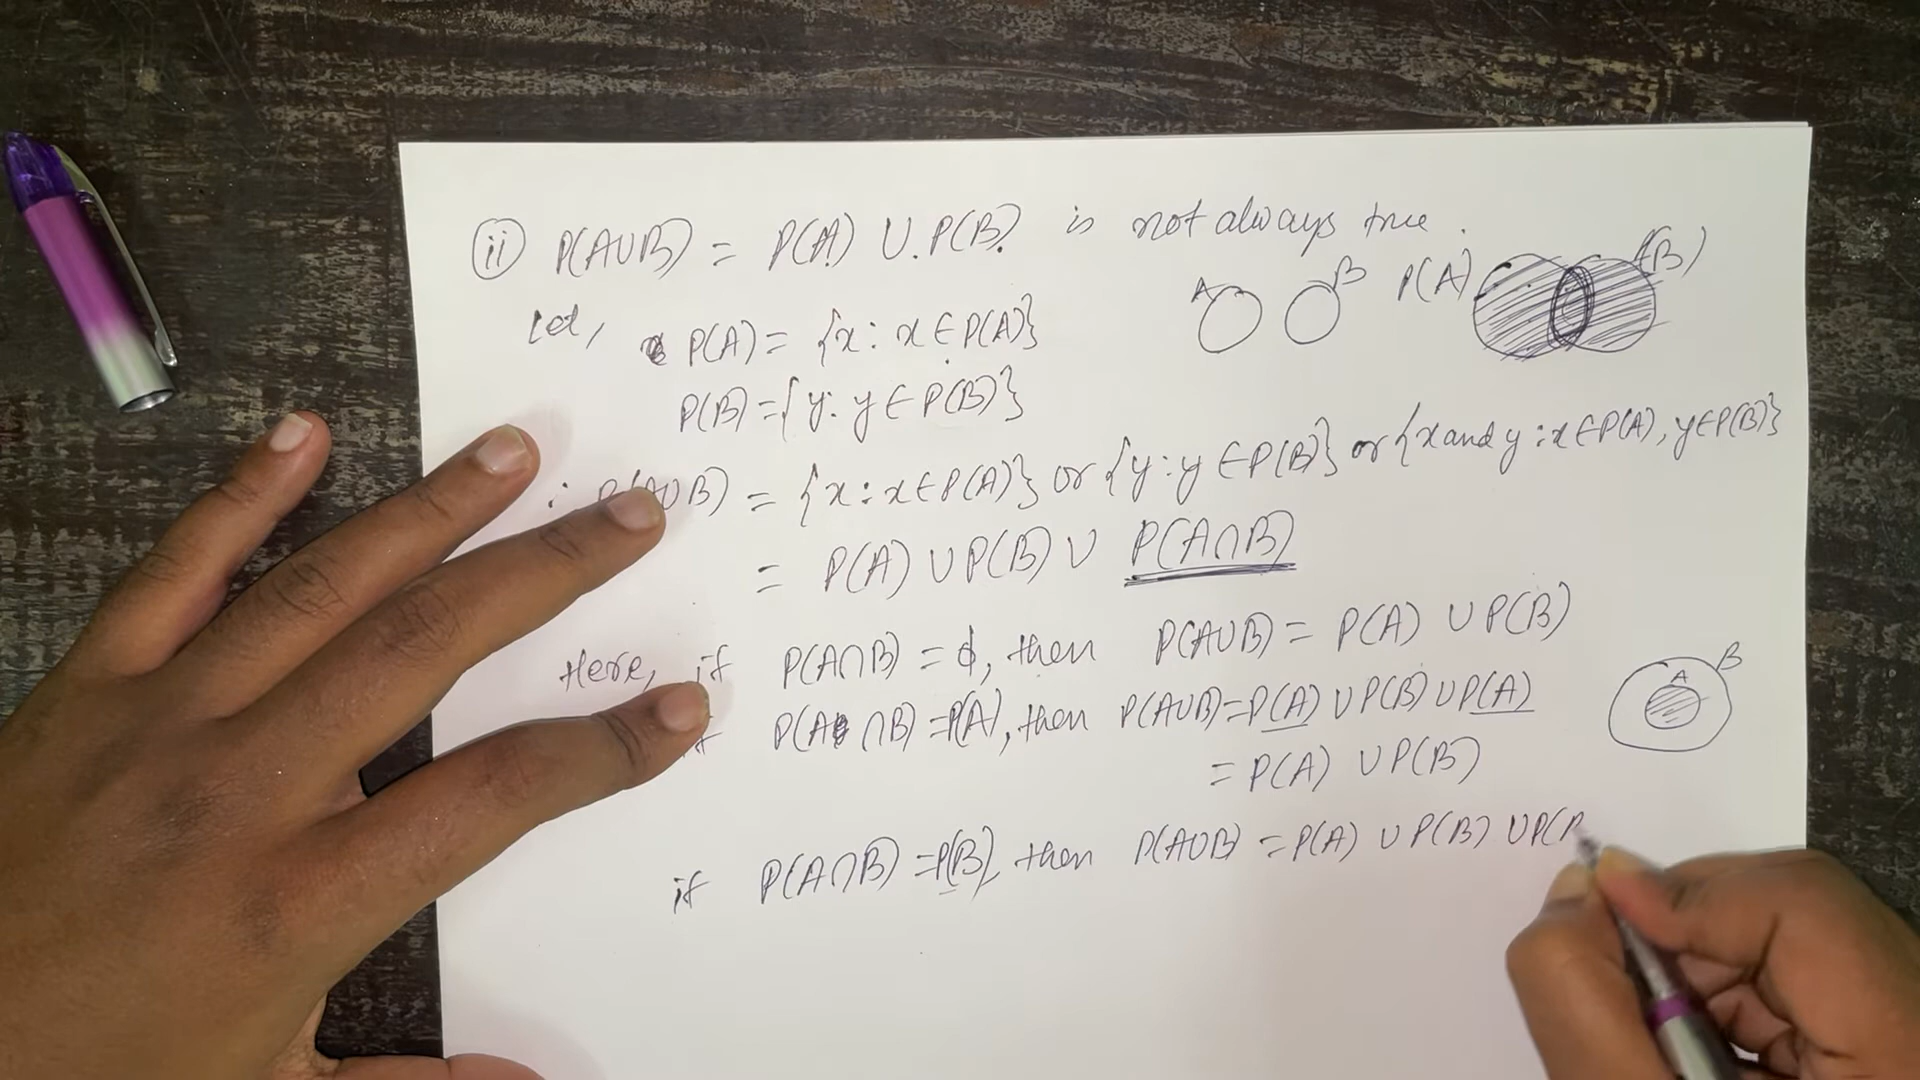 (ii) P(A∪B) = P(A) ∪ P(B) is not always true.
A B P(A) P(B)
Let, P(A) = {x : x ∈ P(A)}
P(B) = {y : y ∈ P(B)}
∴ P(A∪B) = {x : x ∈ P(A)} or {y : y ∈ P(B)} or {x and y : x ∈ P(A), y ∈ P(B)}
= P(A) ∪ P(B) ∪ P(A∩B)
Here, if P(A∩B) = ϕ, then P(A∪B) = P(A) ∪ P(B)
P(A∩B) = P(A), then P(A∪B) = P(A) ∪ P(B) ∪ P(A)
A B
= P(A) ∪ P(B)
if P(A∩B) = P(B), then P(A∪B) = P(A) ∪ P(B) ∪ P(